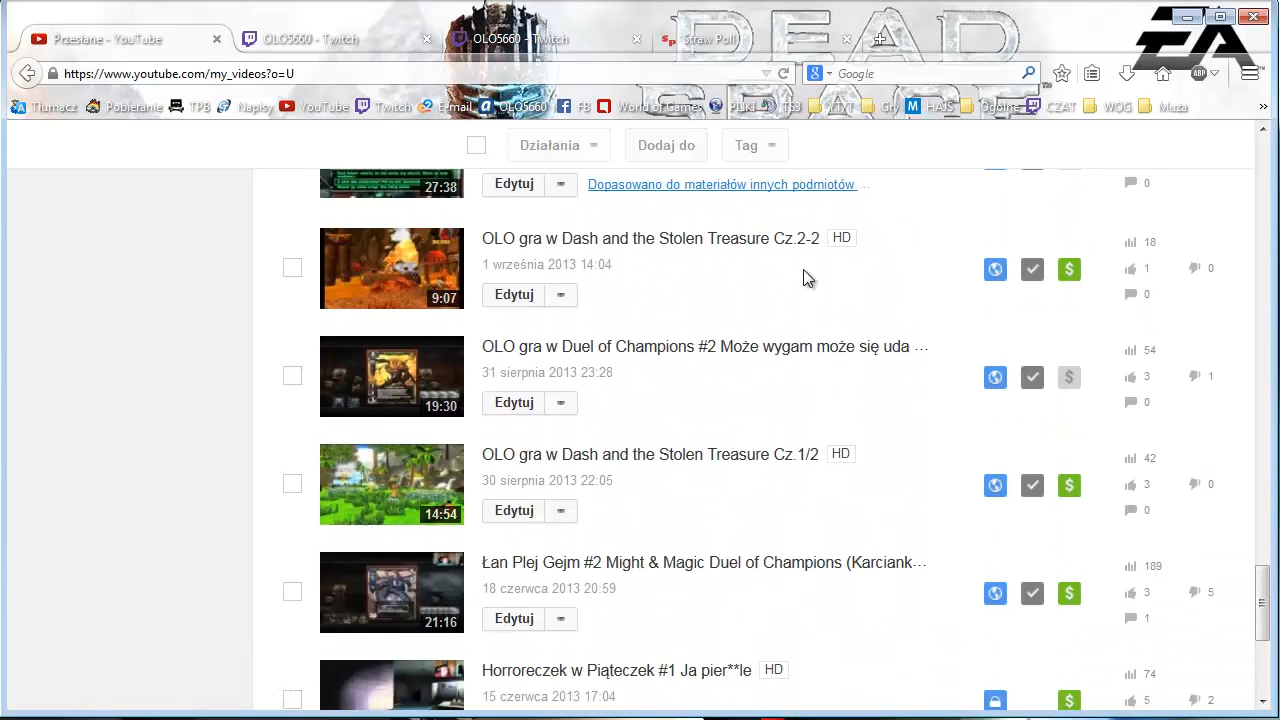 DEAD
SPACE
EA
Przesłane - YouTube
OLO5660 - Twitch
OLO5660 - Twitch
Straw Poll
https://www.youtube.com/my_videos?o=U
Google
ABP
Tłumacz Pobieranie TPB Napisy YouTube Twitch E-mail OLO5660 FB World of Games PLIKI TS3 Gry HAJS Ogólne CZAT WOG Muza
Działania
Dodaj do
Tag
27:38
Edytuj
Dopasowano do materiałów innych podmiotów ...
0
OLO gra w Dash and the Stolen Treasure Cz.2-2 HD
18
1 września 2013 14:04
1 0
9:07
Edytuj
0
OLO gra w Duel of Champions #2 Może wygam może się uda ...
54
31 sierpnia 2013 23:28
3 1
19:30
Edytuj
0
OLO gra w Dash and the Stolen Treasure Cz.1/2 HD
42
30 sierpnia 2013 22:05
3 0
14:54
Edytuj
0
Łan Plej Gejm #2 Might & Magic Duel of Champions (Karciank...
189
18 czerwca 2013 20:59
3 5
21:16
Edytuj
1
Horroreczek w Piąteczek #1 Ja pier**le HD
74
15 czerwca 2013 17:04
5 2